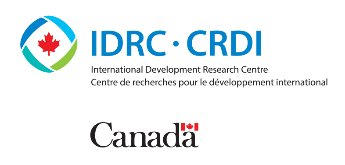 IDRC · CRDI
International Development Research Centre
Centre de recherches pour le développement international
Canada